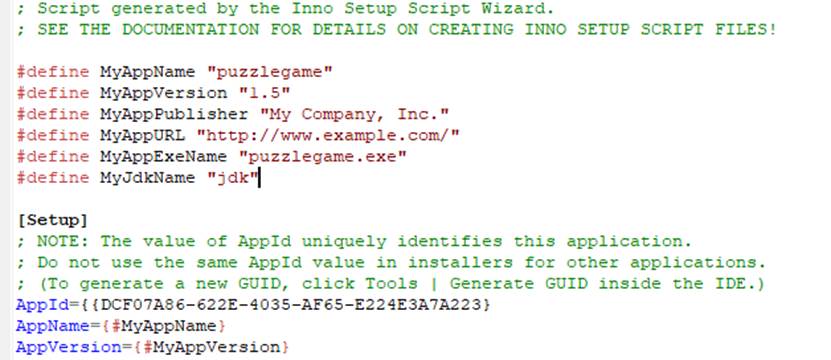 ; Script generated by the Inno Setup Script Wizard.
; SEE THE DOCUMENTATION FOR DETAILS ON CREATING INNO SETUP SCRIPT FILES!
#define MyAppName "puzzlegame"
#define MyAppVersion "1.5"
#define MyAppPublisher "My Company, Inc."
#define MyAppURL "http://www.example.com/"
#define MyAppExeName "puzzlegame.exe"
#define MyJdkName "jdk"
[Setup]
; NOTE: The value of AppId uniquely identifies this application.
; Do not use the same AppId value in installers for other applications.
; (To generate a new GUID, click Tools | Generate GUID inside the IDE.)
AppId={{DCF07A86-622E-4035-AF65-E224E3A7A223}
AppName={#MyAppName}
AppVersion={#MyAppVersion}